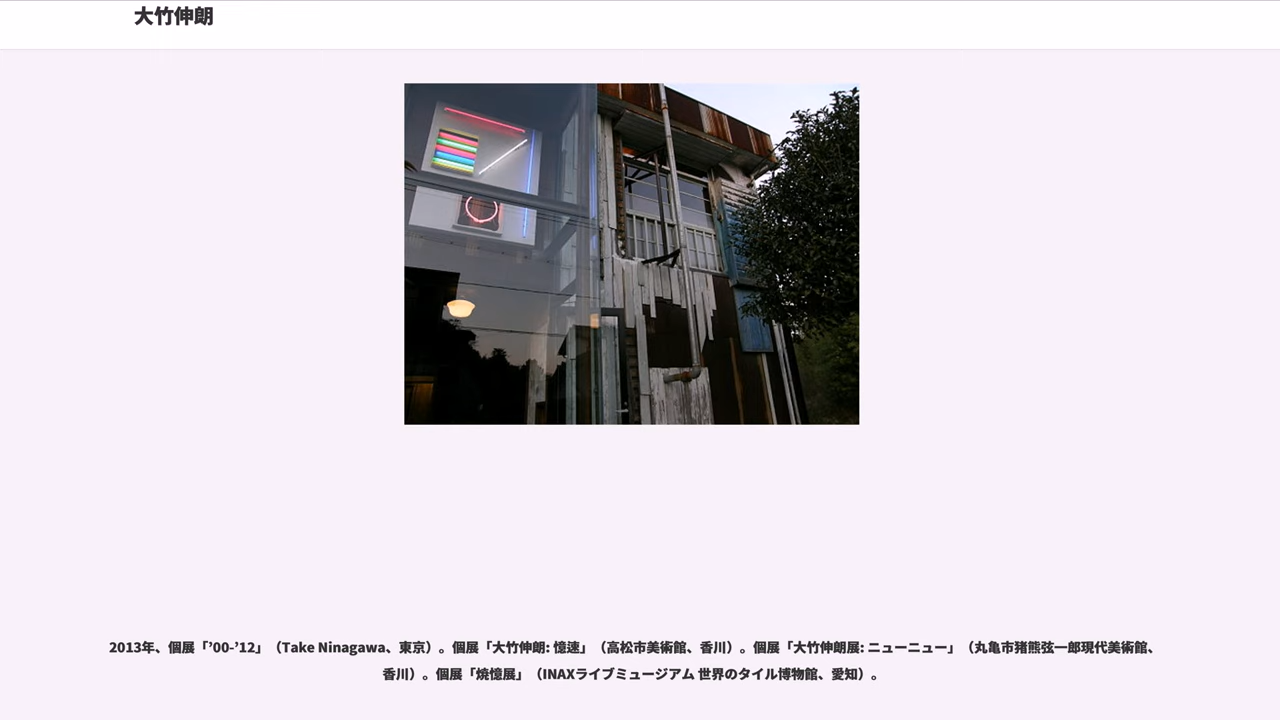 大竹伸朗
2013年、個展「’00-’12」（Take Ninagawa、東京）。個展「大竹伸朗: 憶速」（高松市美術館、香川）。個展「大竹伸朗展: ニューニュー」（丸亀市猪熊弦一郎現代美術館、
香川）。個展「焼憶展」（INAXライブミュージアム 世界のタイル博物館、愛知）。